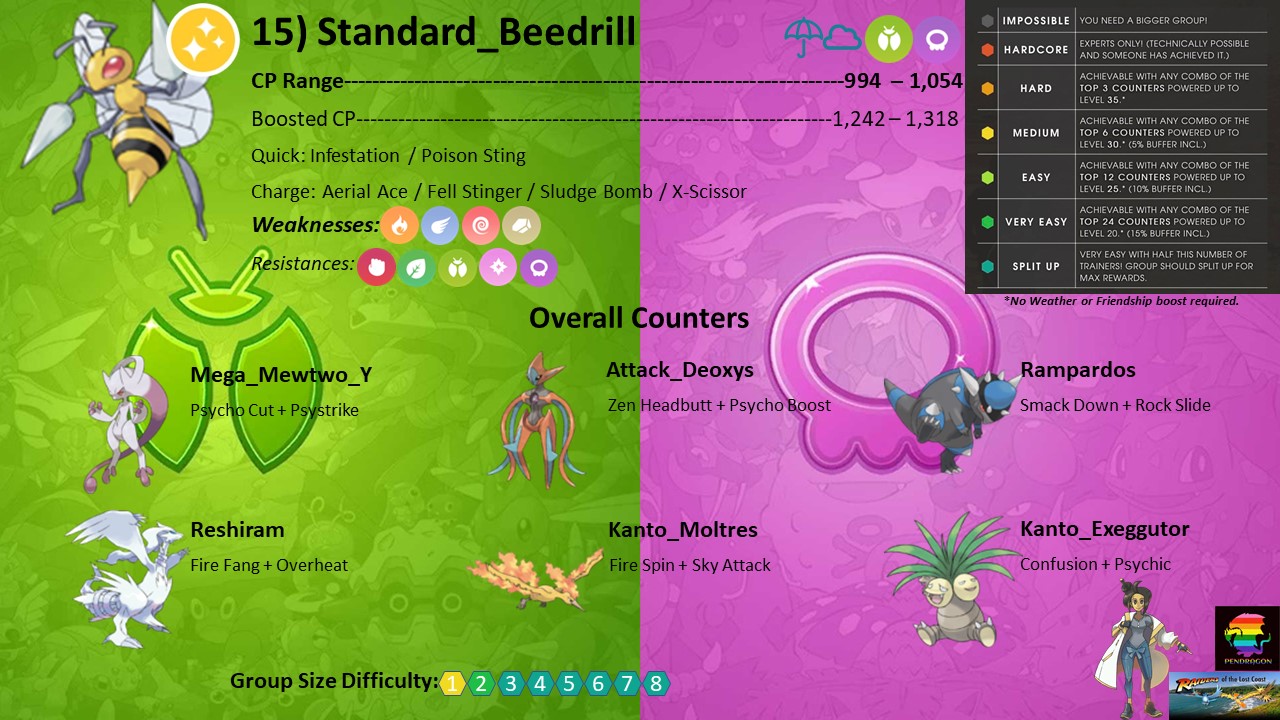 15) Standard_Beedrill
CP Range------------------------------------------------------------------------994 – 1,054
Boosted CP--------------------------------------------------------------------1,242 – 1,318
Quick: Infestation / Poison Sting
Charge: Aerial Ace / Fell Stinger / Sludge Bomb / X-Scissor
Weaknesses:
Resistances:
IMPOSSIBLE YOU NEED A BIGGER GROUP!
HARDCORE EXPERTS ONLY! (TECHNICALLY POSSIBLE
AND SOMEONE HAS ACHIEVED IT.)
HARD ACHIEVABLE WITH ANY COMBO OF THE
TOP 3 COUNTERS POWERED UP TO
LEVEL 35.*
MEDIUM ACHIEVABLE WITH ANY COMBO OF THE
TOP 6 COUNTERS POWERED UP TO
LEVEL 30.* (5% BUFFER INCL.)
EASY ACHIEVABLE WITH ANY COMBO OF THE
TOP 12 COUNTERS POWERED UP TO
LEVEL 25.* (10% BUFFER INCL.)
VERY EASY ACHIEVABLE WITH ANY COMBO OF THE
TOP 24 COUNTERS POWERED UP TO
LEVEL 20.* (15% BUFFER INCL.)
SPLIT UP VERY EASY WITH HALF THIS NUMBER OF
TRAINERS! GROUP SHOULD SPLIT UP FOR
MAX REWARDS.
*No Weather or Friendship boost required.
Overall Counters
Mega_Mewtwo_Y
Psycho Cut + Psystrike
Attack_Deoxys
Zen Headbutt + Psycho Boost
Rampardos
Smack Down + Rock Slide
Reshiram
Fire Fang + Overheat
Kanto_Moltres
Fire Spin + Sky Attack
Kanto_Exeggutor
Confusion + Psychic
Group Size Difficulty: 1 2 3 4 5 6 7 8
PENDRAGON
RAIDERS of the Lost Coast